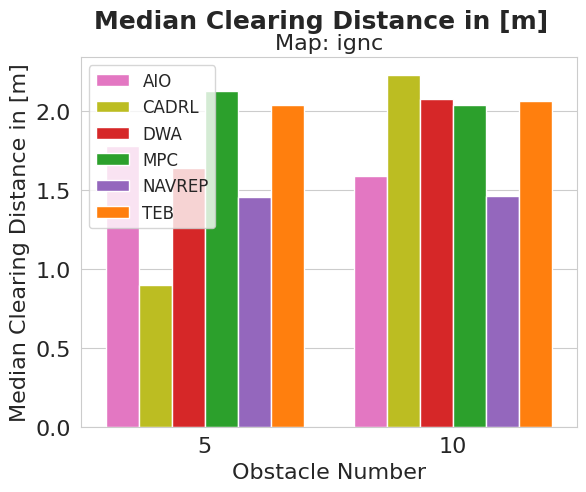 Median Clearing Distance in [m]
Map: ignc
Median Clearing Distance in [m]
2.0
1.5
1.0
0.5
0.0
AIO
CADRL
DWA
MPC
NAVREP
TEB
5
10
Obstacle Number